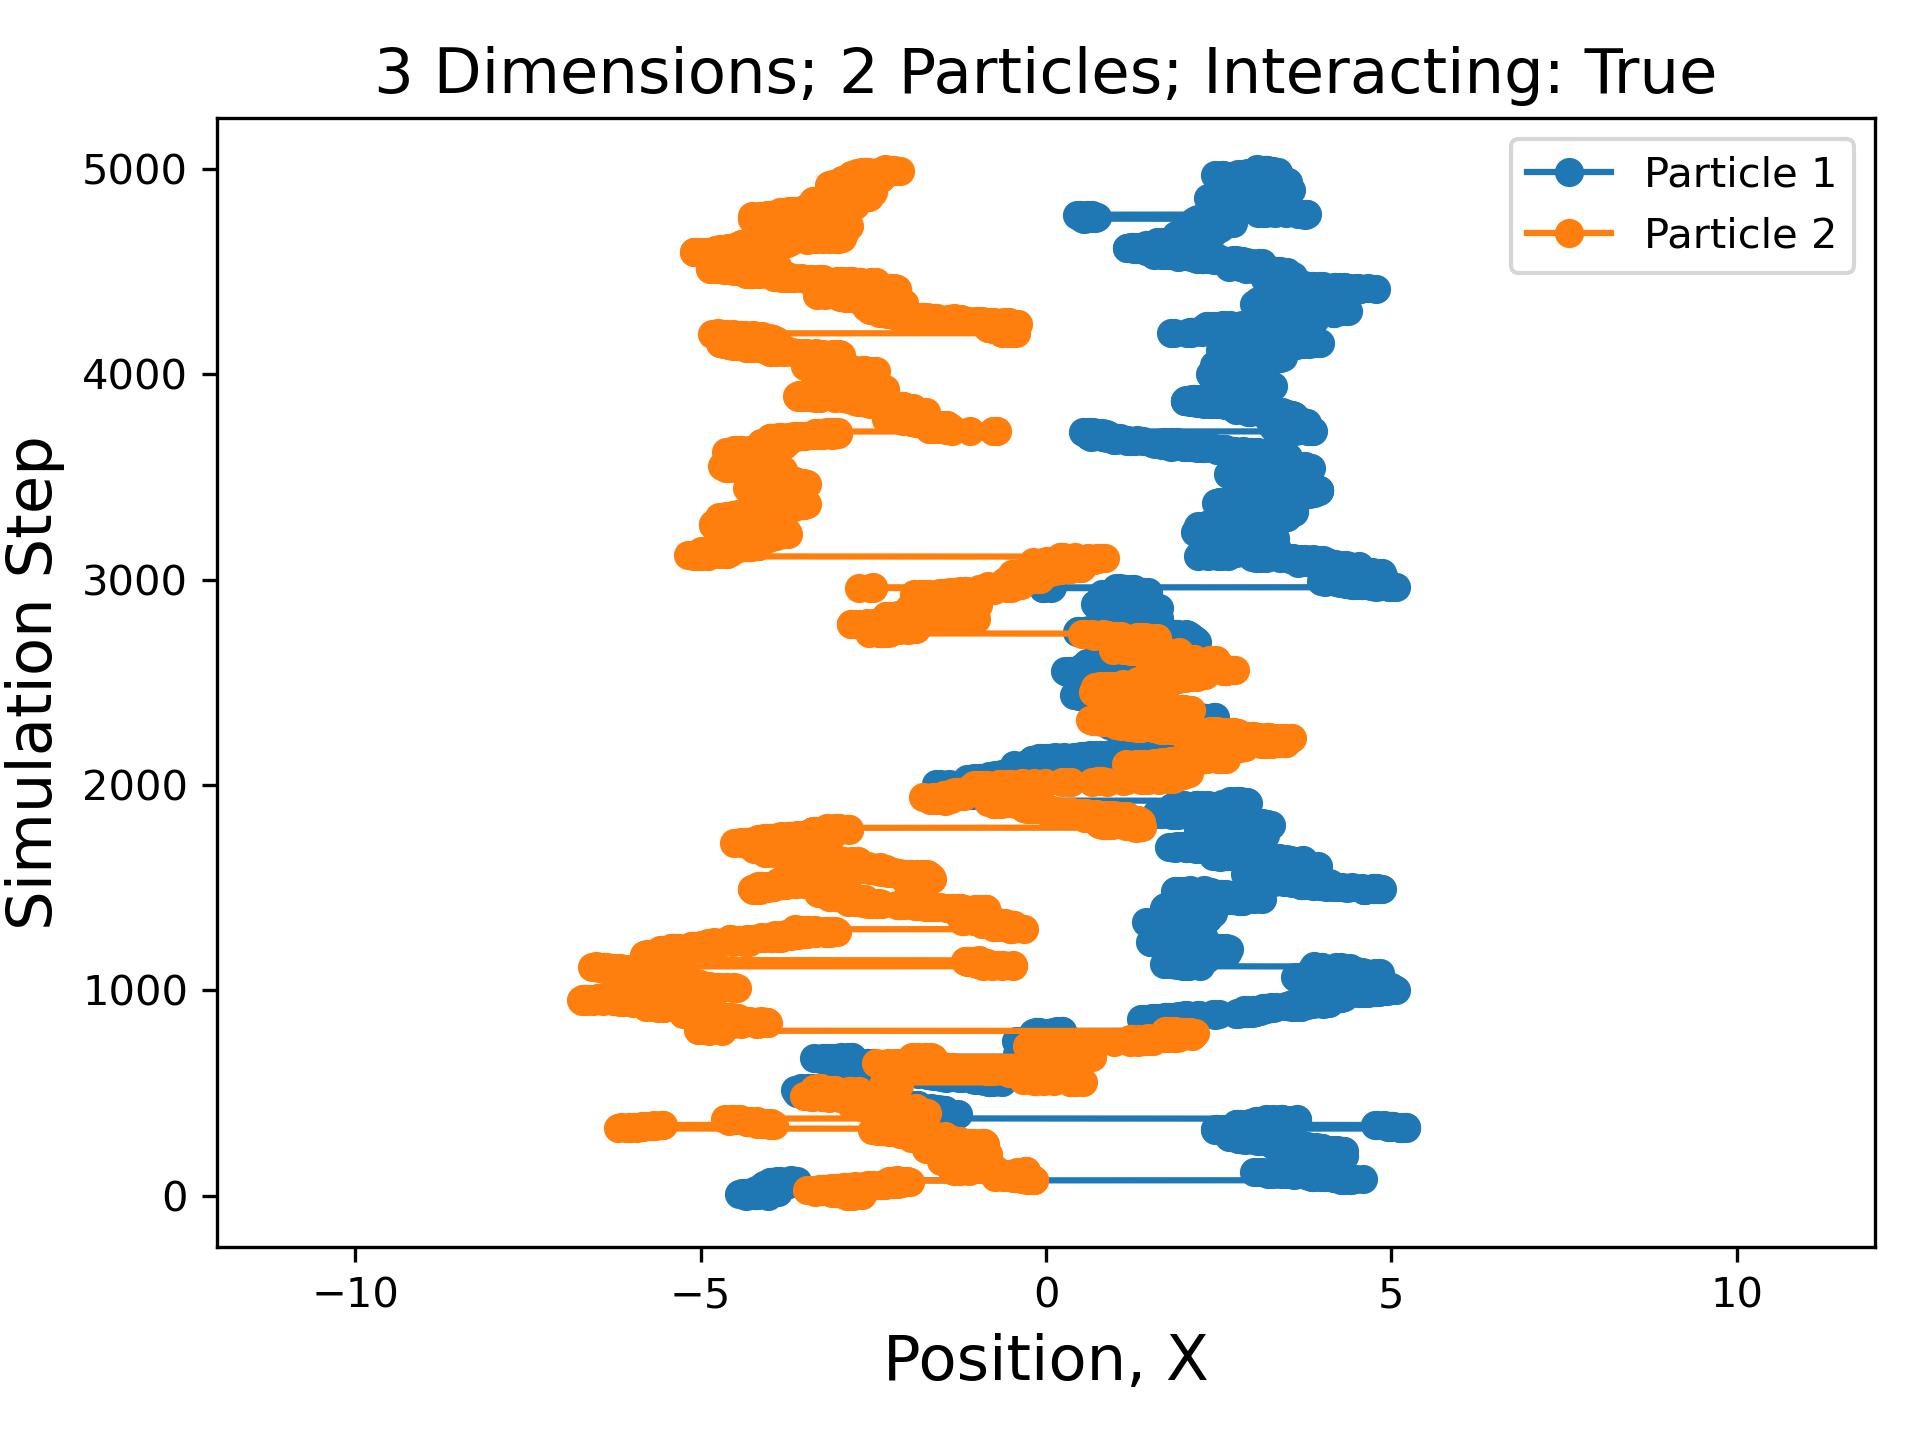 3 Dimensions; 2 Particles; Interacting: True
Particle 1
Particle 2
Simulation Step
5000
4000
3000
2000
1000
0
−10
−5
0
5
10
Position, X